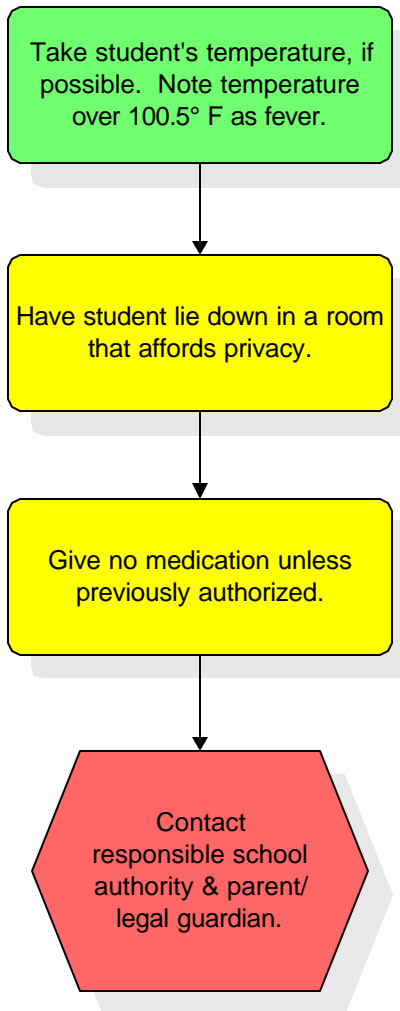 Take student's temperature, if
possible.  Note temperature
over 100.5° F as fever.
Have student lie down in a room
that affords privacy.
Give no medication unless
previously authorized.
Contact
responsible school
authority & parent/
legal guardian.